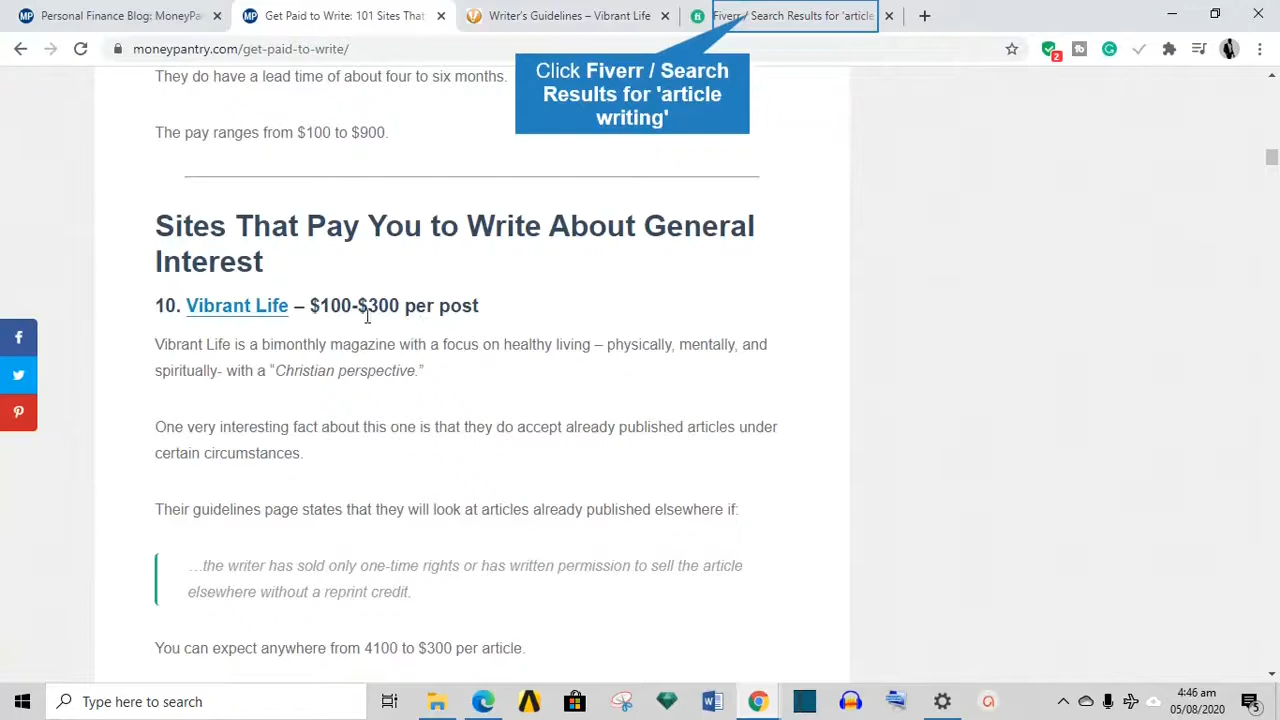 Personal Finance Blog: MoneyPa
Get Paid to Write: 101 Sites That
Writer's Guidelines – Vibrant Life
Fiverr / Search Results for 'article
moneypantry.com/get-paid-to-write/
2
Click Fiverr / Search
Results for 'article
writing'
They do have a lead time of about four to six months.
The pay ranges from $100 to $900.
Sites That Pay You to Write About General
Interest
10. Vibrant Life – $100-$300 per post
Vibrant Life is a bimonthly magazine with a focus on healthy living – physically, mentally, and
spiritually- with a "Christian perspective."
One very interesting fact about this one is that they do accept already published articles under
certain circumstances.
Their guidelines page states that they will look at articles already published elsewhere if:
…the writer has sold only one-time rights or has written permission to sell the article
elsewhere without a reprint credit.
You can expect anywhere from 4100 to $300 per article.
Type here to search
4:46 am
05/08/2020
5